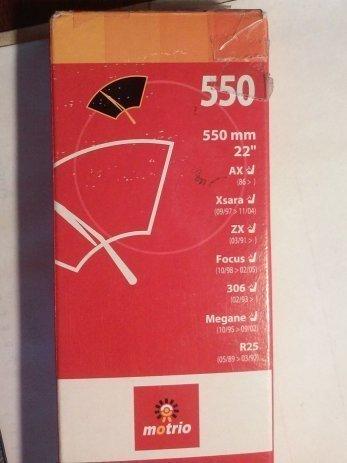 550
550 mm
22"
AX
(86 > )
Xsara
(09/97 > 11/04)
ZX
(03/91 > )
Focus
(10/98 > 02/05)
306
(02/93 > )
Megane
(10/95 > 09/02)
R25
(05/89 > 03/92)
motrio